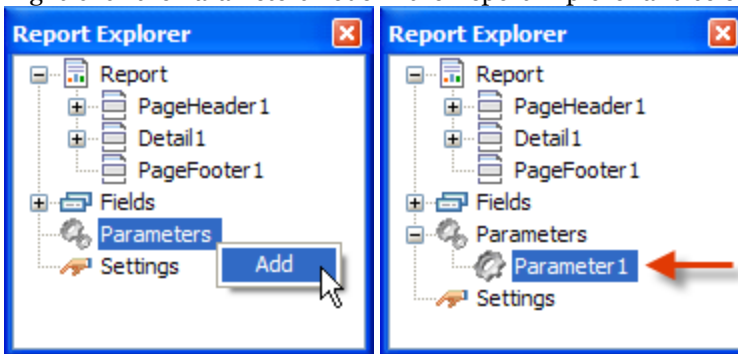 Report Explorer
Report
PageHeader1
Detail1
PageFooter1
Fields
Parameters
Add
Settings
Report Explorer
Report
PageHeader1
Detail1
PageFooter1
Fields
Parameters
Parameter1
Settings